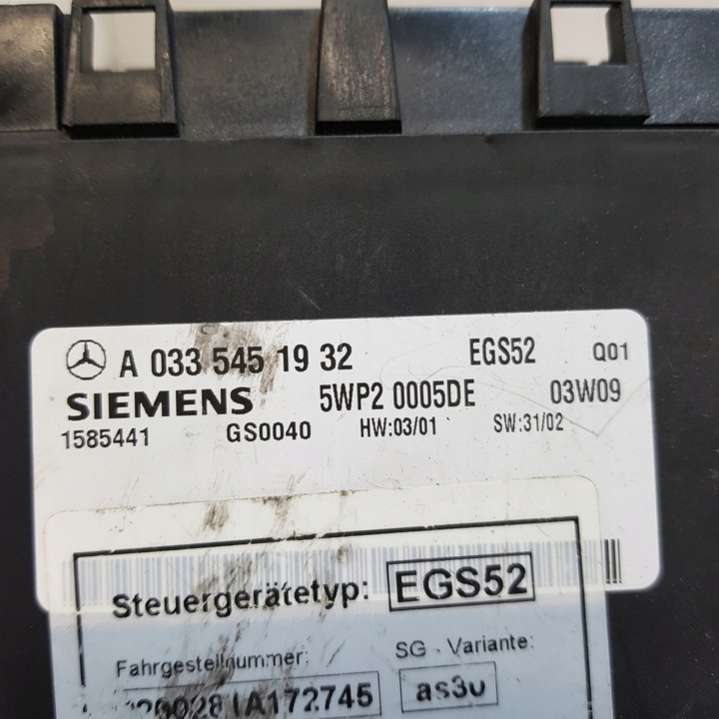 A 033 545 19 32 EGS52 Q01
SIEMENS 5WP2 0005DE 03W09
1585441 GS0040 HW:03/01 SW:31/02
Steuergerätetyp: EGS52
Fahrgestellnummer: SG - Variante:
as3u